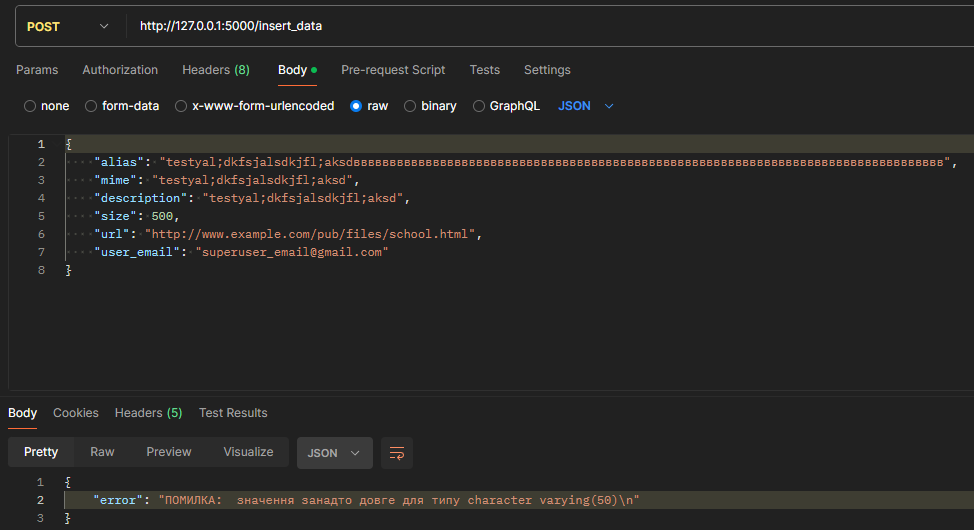 POST http://127.0.0.1:5000/insert_data
Params Authorization Headers (8) Body Pre-request Script Tests Settings
none form-data x-www-form-urlencoded raw binary GraphQL JSON
1 {
2 "alias": "testyal;dkfsjalsdkjfl;aksdвввввввввввввввввввввввввввввввввввввввввввввввввввввввввввввввввввввввввввввввввв",
3 "mime": "testyal;dkfsjalsdkjfl;aksd",
4 "description": "testyal;dkfsjalsdkjfl;aksd",
5 "size": 500,
6 "url": "http://www.example.com/pub/files/school.html",
7 "user_email": "superuser_email@gmail.com"
8 }
Body Cookies Headers (5) Test Results
Pretty Raw Preview Visualize JSON
1 {
2 "error": "ПОМИЛКА:  значення занадто довге для типу character varying(50)\n"
3 }